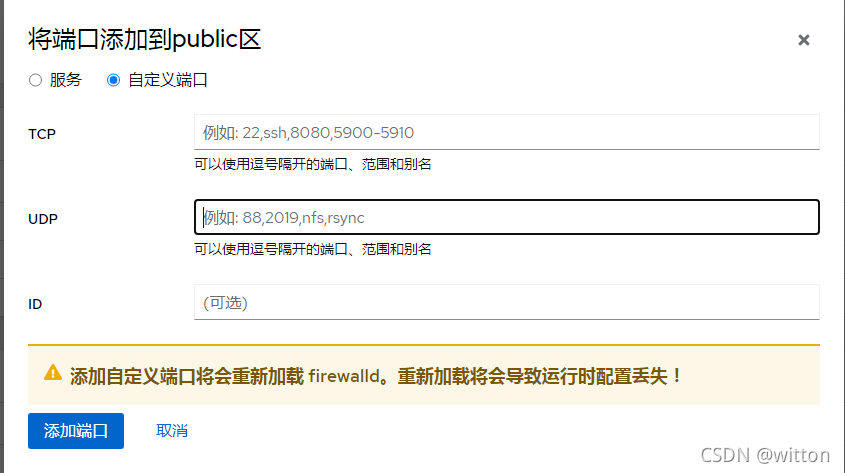 将端口添加到public区
服务 自定义端口
TCP 例如: 22,ssh,8080,5900-5910
可以使用逗号隔开的端口、范围和别名
UDP 例如: 88,2019,nfs,rsync
可以使用逗号隔开的端口、范围和别名
ID (可选)
添加自定义端口将会重新加载 firewalld。重新加载将会导致运行时配置丢失！
添加端口 取消
CSDN @witton